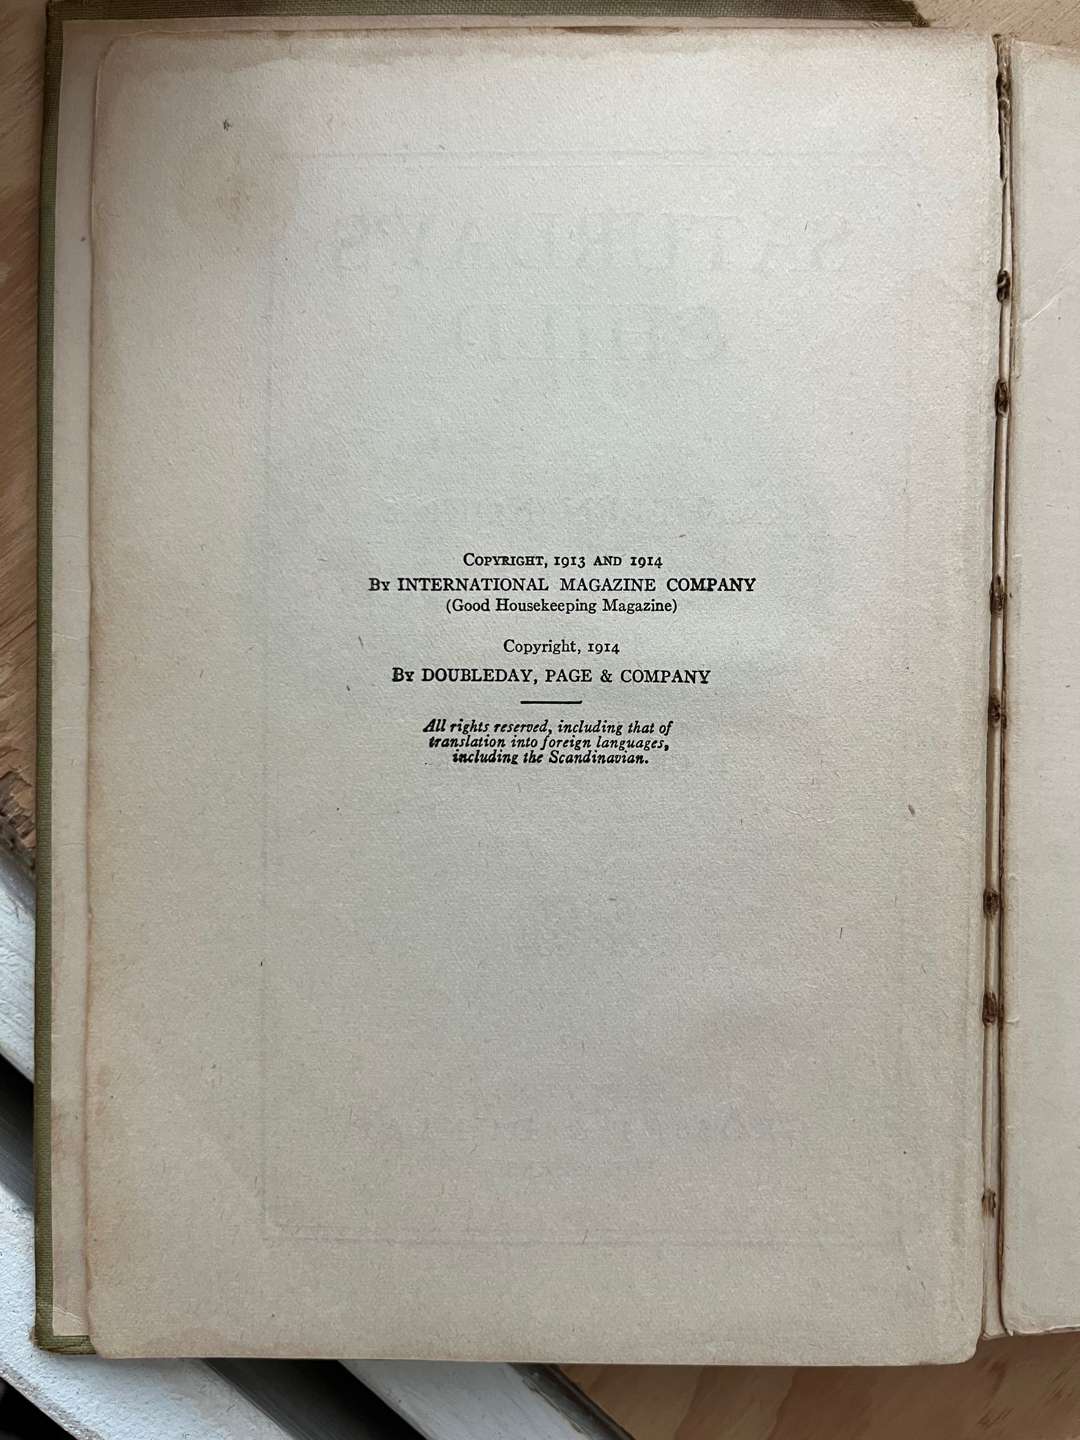 COPYRIGHT, 1913 AND 1914
BY INTERNATIONAL MAGAZINE COMPANY
(Good Housekeeping Magazine)
Copyright, 1914
BY DOUBLEDAY, PAGE & COMPANY
All rights reserved, including that of
translation into foreign languages,
including the Scandinavian.